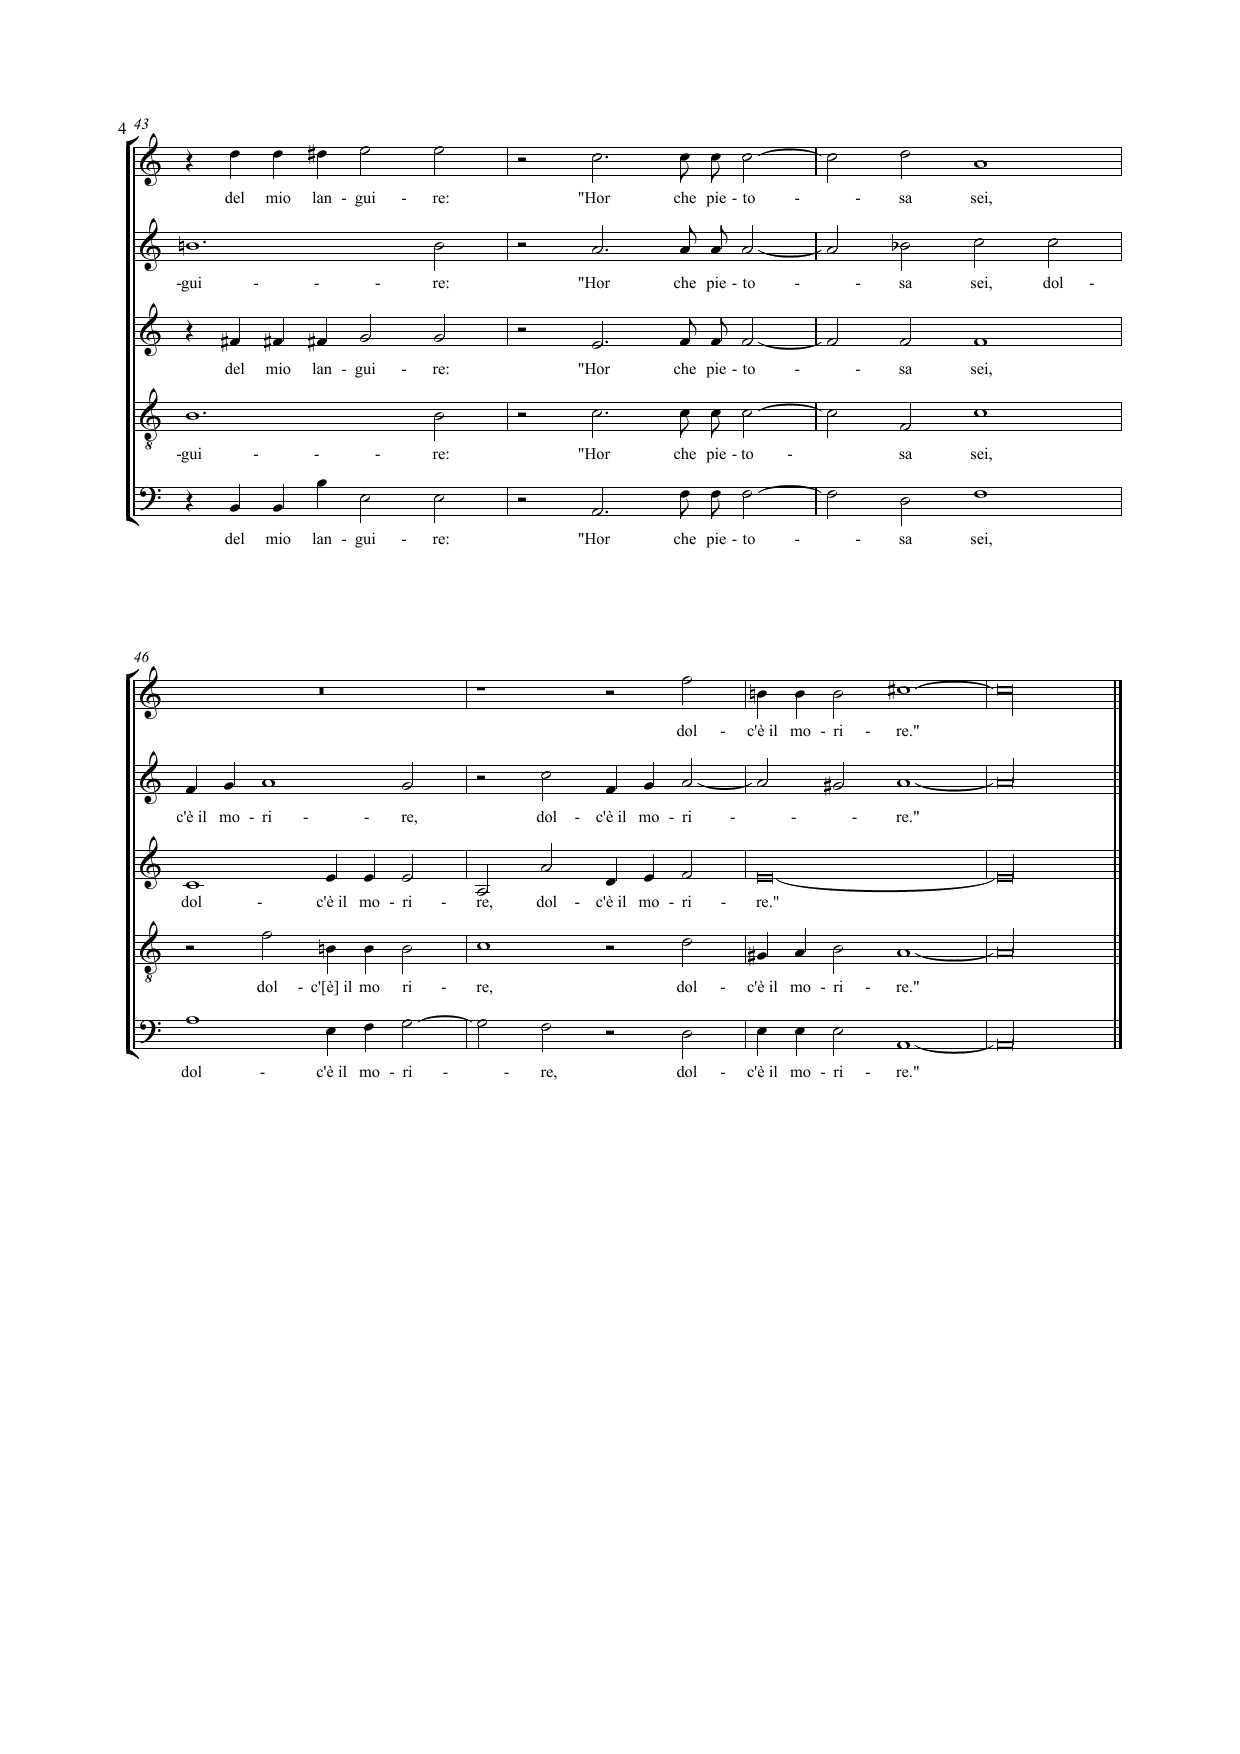 4 43
del mio lan - gui - re: "Hor che pie - to - - sa sei,
-gui - - - re: "Hor che pie - to - - sa sei, dol -
del mio lan - gui - re: "Hor che pie - to - - sa sei,
-gui - - - re: "Hor che pie - to - sa sei,
del mio lan - gui - re: "Hor che pie - to - - sa sei,
46
dol - c'è il mo - ri - re."
c'è il mo - ri - - re, dol - c'è il mo - ri - - - re."
dol - c'è il mo - ri - re, dol - c'è il mo - ri - re."
dol - c'[è] il mo ri - re, dol - c'è il mo - ri - re."
dol - c'è il mo - ri - - re, dol - c'è il mo - ri - re."